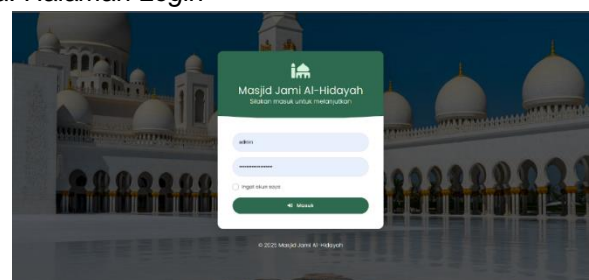 Halaman Login
Masjid Jami Al-Hidayah
Silakan masuk untuk melanjutkan
admin
Ingat akun saya
Masuk
© 2025 Masjid Jami Al-Hidayah